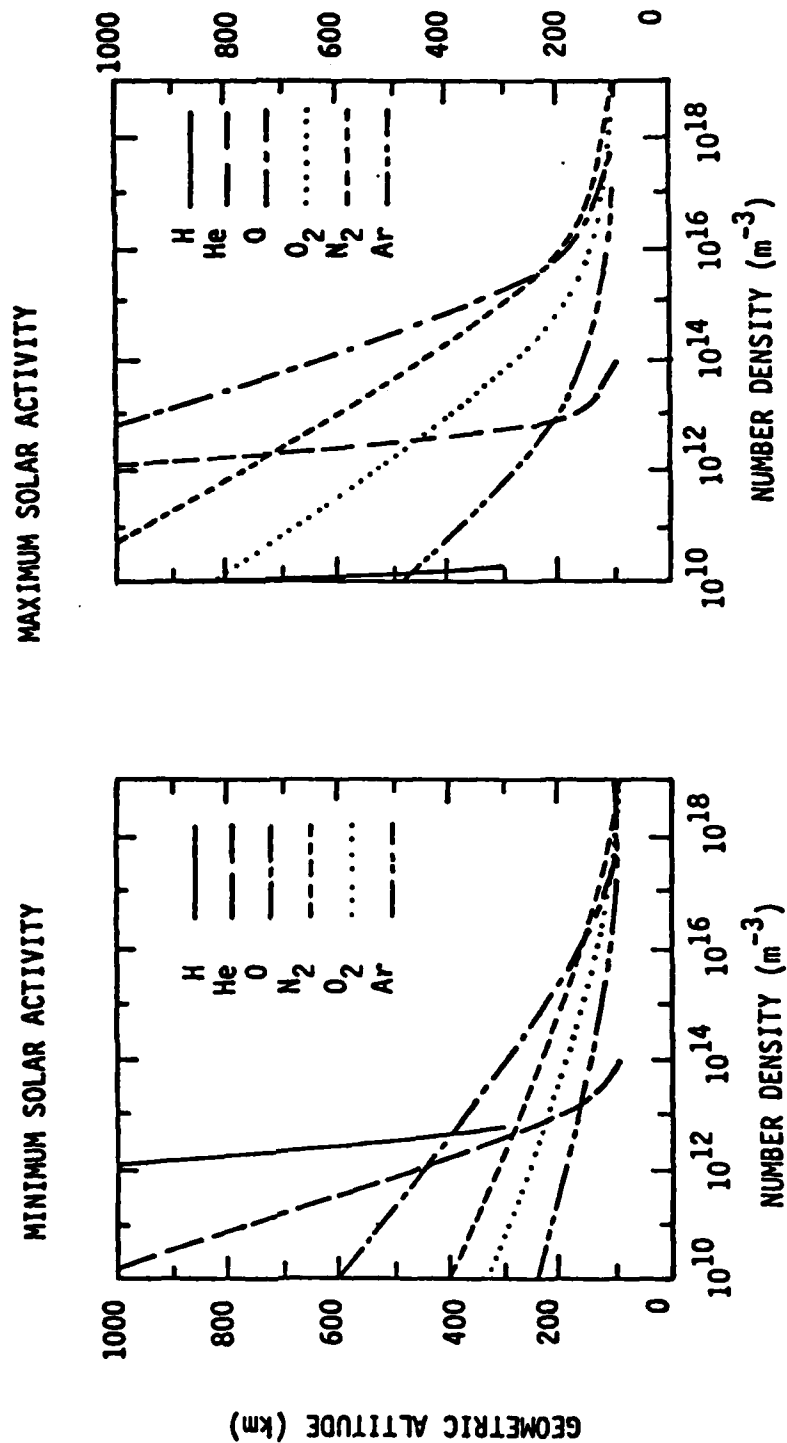 MINIMUM SOLAR ACTIVITY
GEOMETRIC ALTITUDE (km)
1000
800
600
400
200
0
H
He
O
N2
O2
Ar
10^10
10^12
10^14
10^16
10^18
NUMBER DENSITY (m^-3)
MAXIMUM SOLAR ACTIVITY
1000
800
600
400
200
0
H
He
O
O2
N2
Ar
10^10
10^12
10^14
10^16
10^18
NUMBER DENSITY (m^-3)